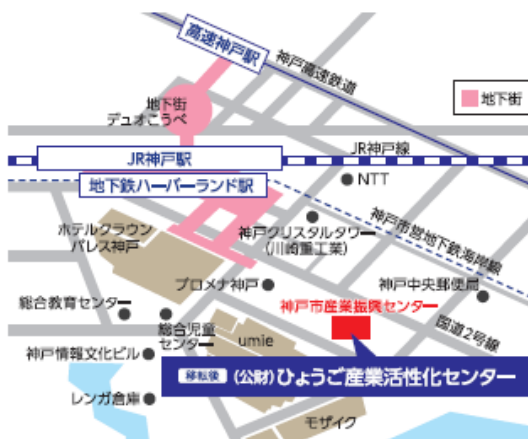 高速神戸駅
神戸高速鉄道
地下街
デュオこうべ
地下街
JR神戸線
JR神戸駅
地下鉄ハーバーランド駅
NTT
ホテルクラウン
パレス神戸
神戸クリスタルタワー
(川崎重工業)
神戸市営地下鉄海岸線
プロメナ神戸
神戸中央郵便局
総合教育センター
総合児童
センター
神戸市産業振興センター
国道2号線
umie
神戸情報文化ビル
移転後 (公財)ひょうご産業活性化センター
レンガ倉庫
モザイク